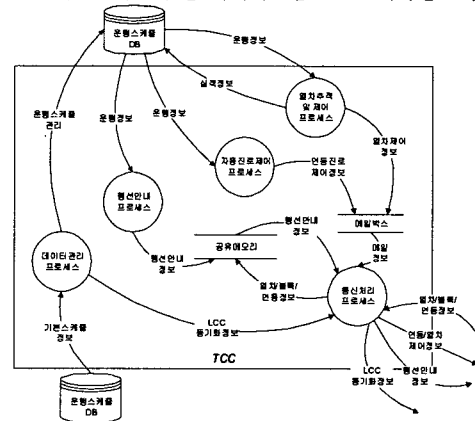 운행스케쥴
DB
운행정보
실적정보
열차추적
및 제어
프로세스
운행스케쥴
관리
운행정보
운행정보
자동진로제어
프로세스
연동진로
제어정보
열차제어
정보
행선안내
프로세스
행선안내
정보
메일박스
공유메모리
메일
정보
행선안내
정보
데이터관리
프로세스
열차/블록/
연동정보
통신처리
프로세스
열차/블록/
연동정보
기본스케쥴
정보
LCC
동기화정보
연동/열차
제어정보
TCC
LCC
동기화정보
행선안내
정보
운행스케쥴
DB